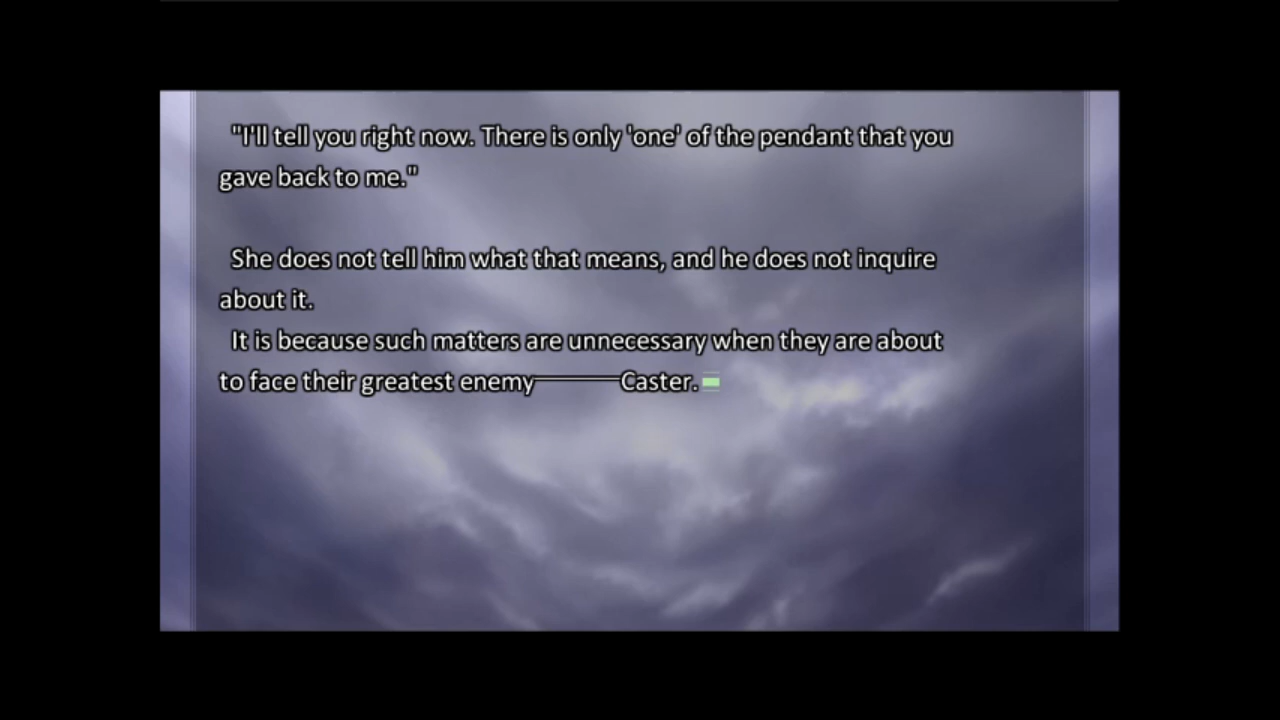 "I'll tell you right now. There is only 'one' of the pendant that you
gave back to me."
She does not tell him what that means, and he does not inquire
about it.
It is because such matters are unnecessary when they are about
to face their greatest enemy———Caster.